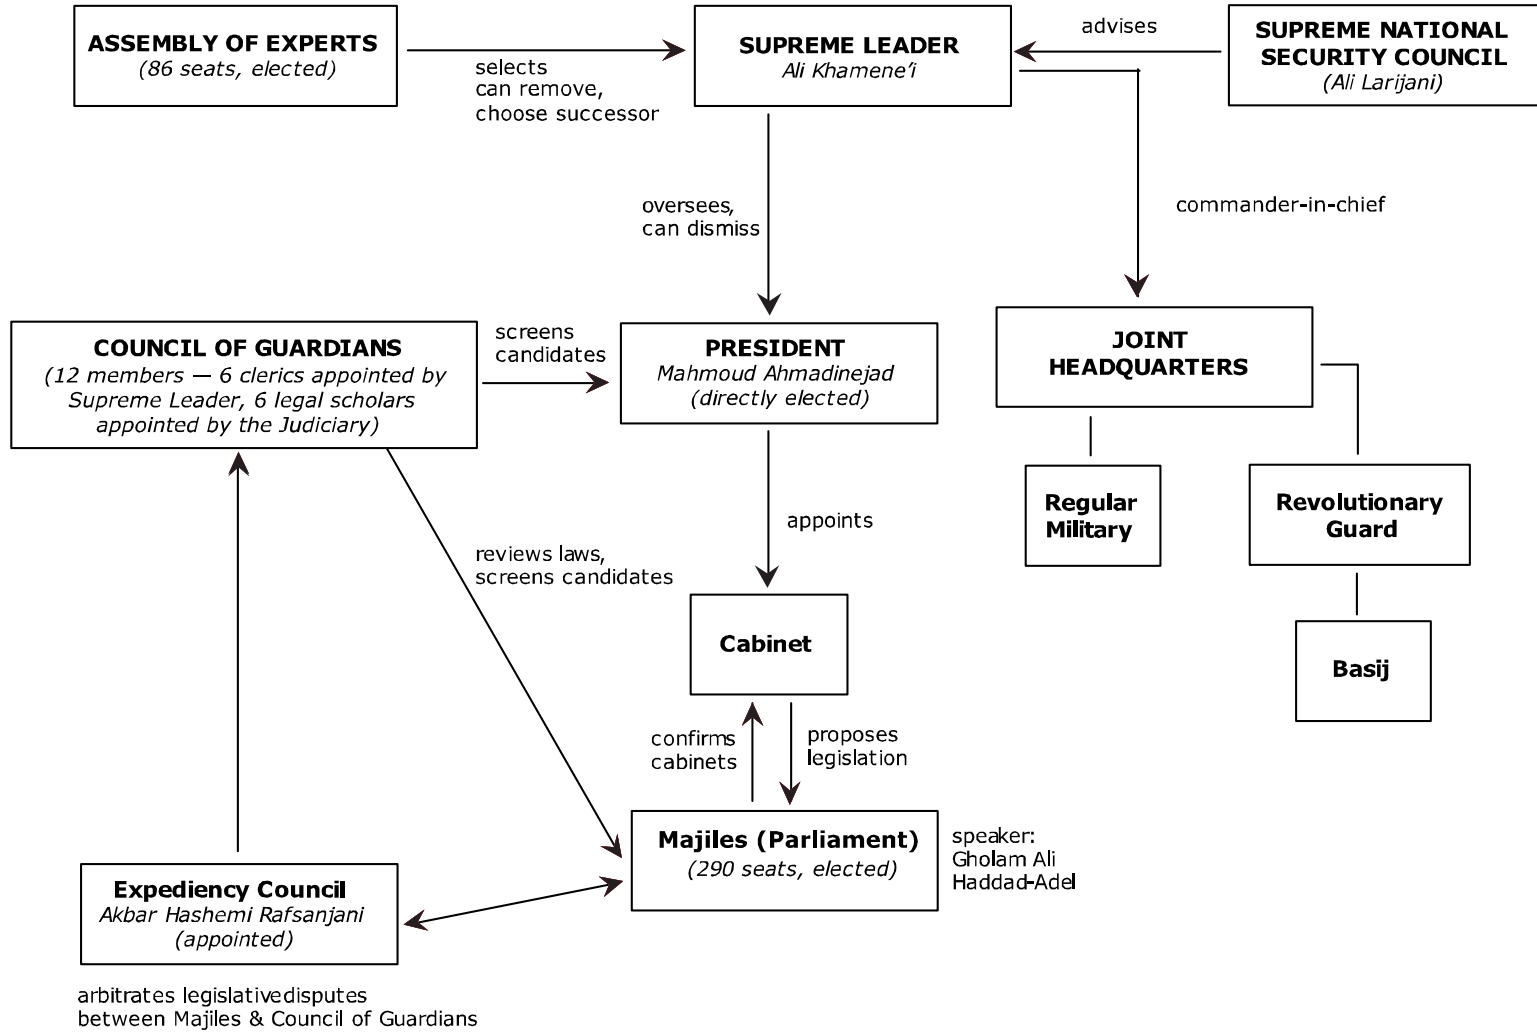 ASSEMBLY OF EXPERTS
(86 seats, elected)
selects
can remove,
choose successor
SUPREME LEADER
Ali Khamene’i
advises
SUPREME NATIONAL
SECURITY COUNCIL
(Ali Larijani)
oversees,
can dismiss
commander-in-chief
COUNCIL OF GUARDIANS
(12 members — 6 clerics appointed by
Supreme Leader, 6 legal scholars
appointed by the Judiciary)
screens
candidates
PRESIDENT
Mahmoud Ahmadinejad
(directly elected)
JOINT
HEADQUARTERS
Regular
Military
Revolutionary
Guard
appoints
reviews laws,
screens candidates
Cabinet
Basij
confirms
cabinets
proposes
legislation
Majiles (Parliament)
(290 seats, elected)
speaker:
Gholam Ali
Haddad-Adel
Expediency Council
Akbar Hashemi Rafsanjani
(appointed)
arbitrates legislativedisputes
between Majiles & Council of Guardians